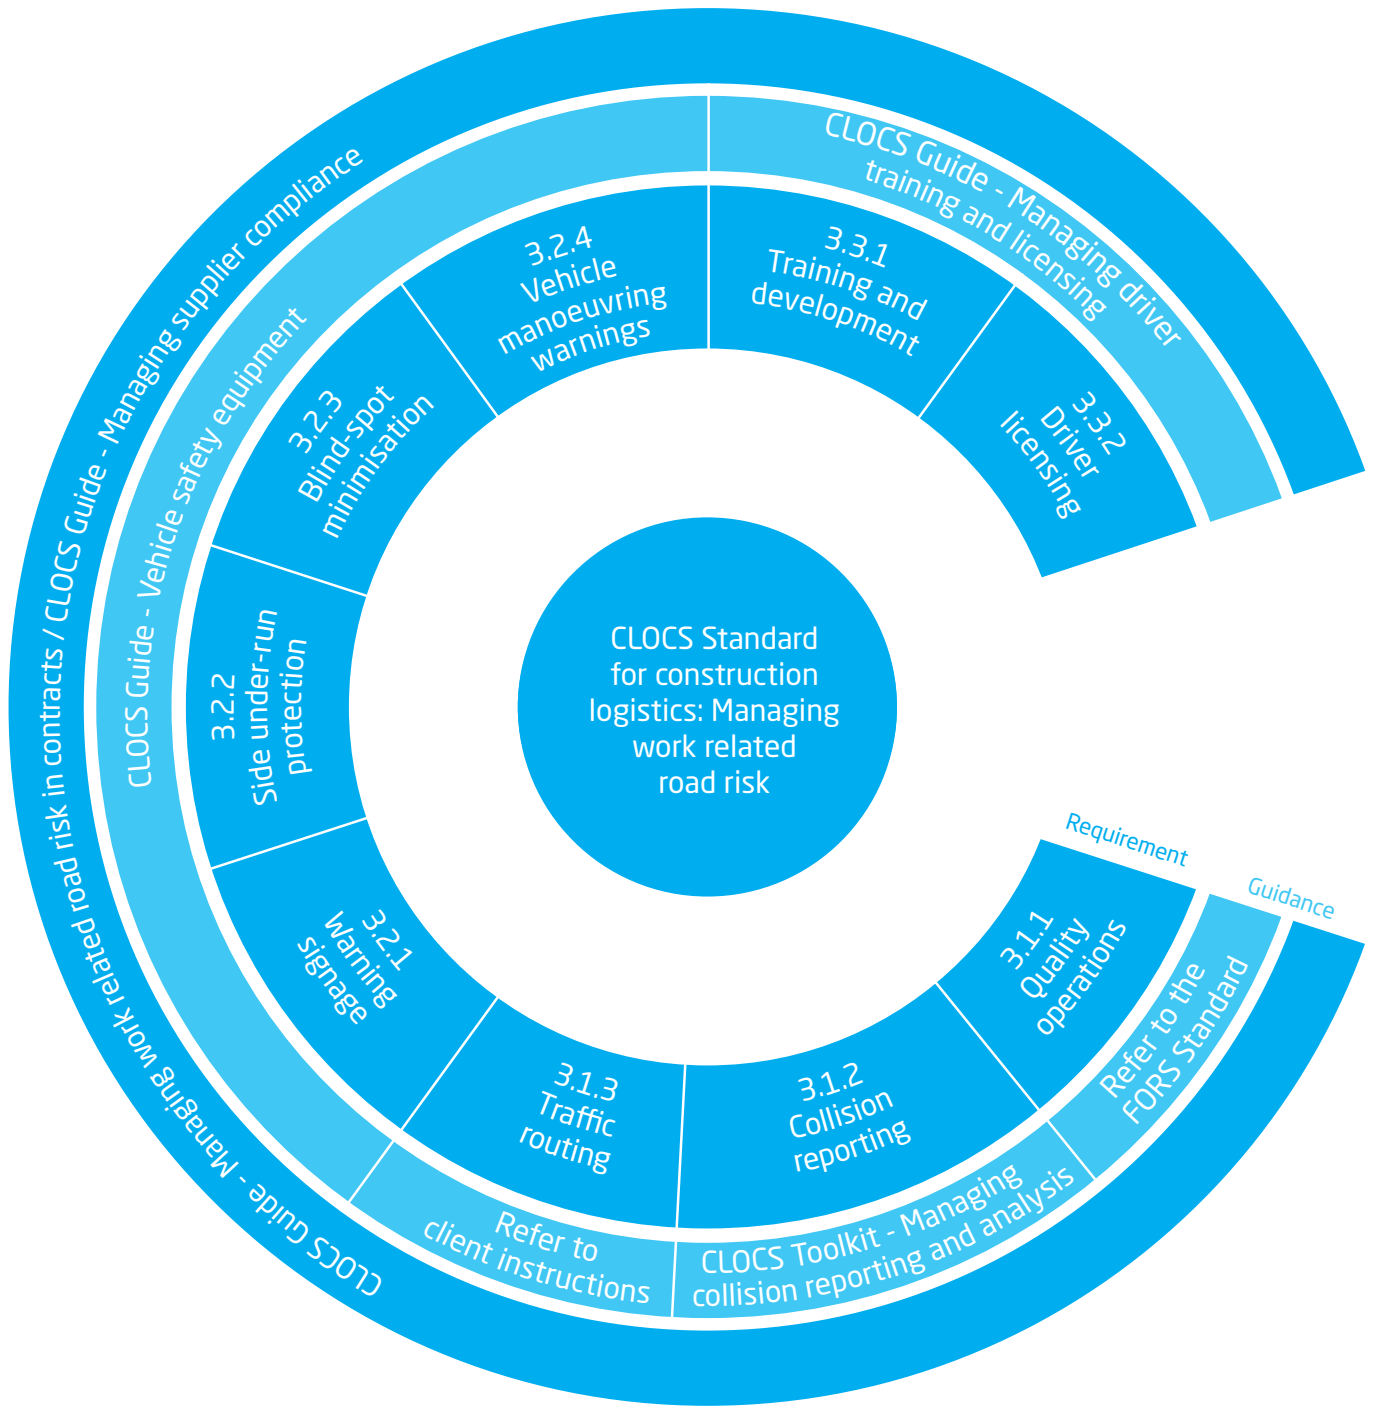 CLOCS Standard
for construction
logistics: Managing
work related
road risk
Requirement
Guidance
3.1.1
Quality
operations
3.1.2
Collision
reporting
3.1.3
Traffic
routing
3.2.1
Warning
signage
3.2.2
Side under-run
protection
3.2.3
Blind-spot
minimisation
3.2.4
Vehicle
manoeuvring
warnings
3.3.1
Training and
development
3.3.2
Driver
licensing
Refer to the
FORS Standard
CLOCS Toolkit - Managing
collision reporting and analysis
Refer to
client instructions
CLOCS Guide - Vehicle safety equipment
CLOCS Guide - Managing driver
training and licensing
CLOCS Guide - Managing work related road risk in contracts / CLOCS Guide - Managing supplier compliance